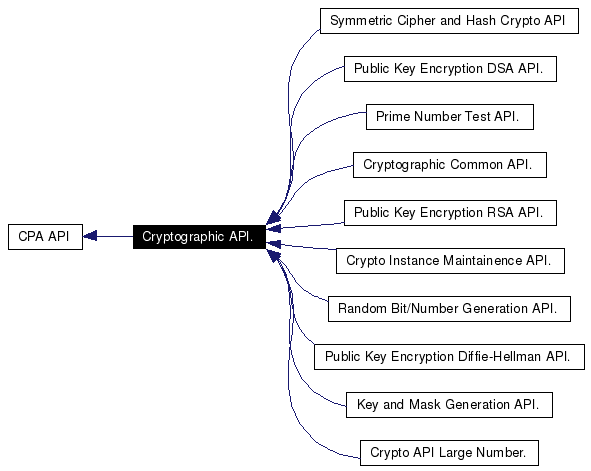 Symmetric Cipher and Hash Crypto API
Public Key Encryption DSA API.
Prime Number Test API.
Cryptographic Common API.
Public Key Encryption RSA API.
CPA API
Cryptographic API.
Crypto Instance Maintainence API.
Random Bit/Number Generation API.
Public Key Encryption Diffie-Hellman API.
Key and Mask Generation API.
Crypto API Large Number.